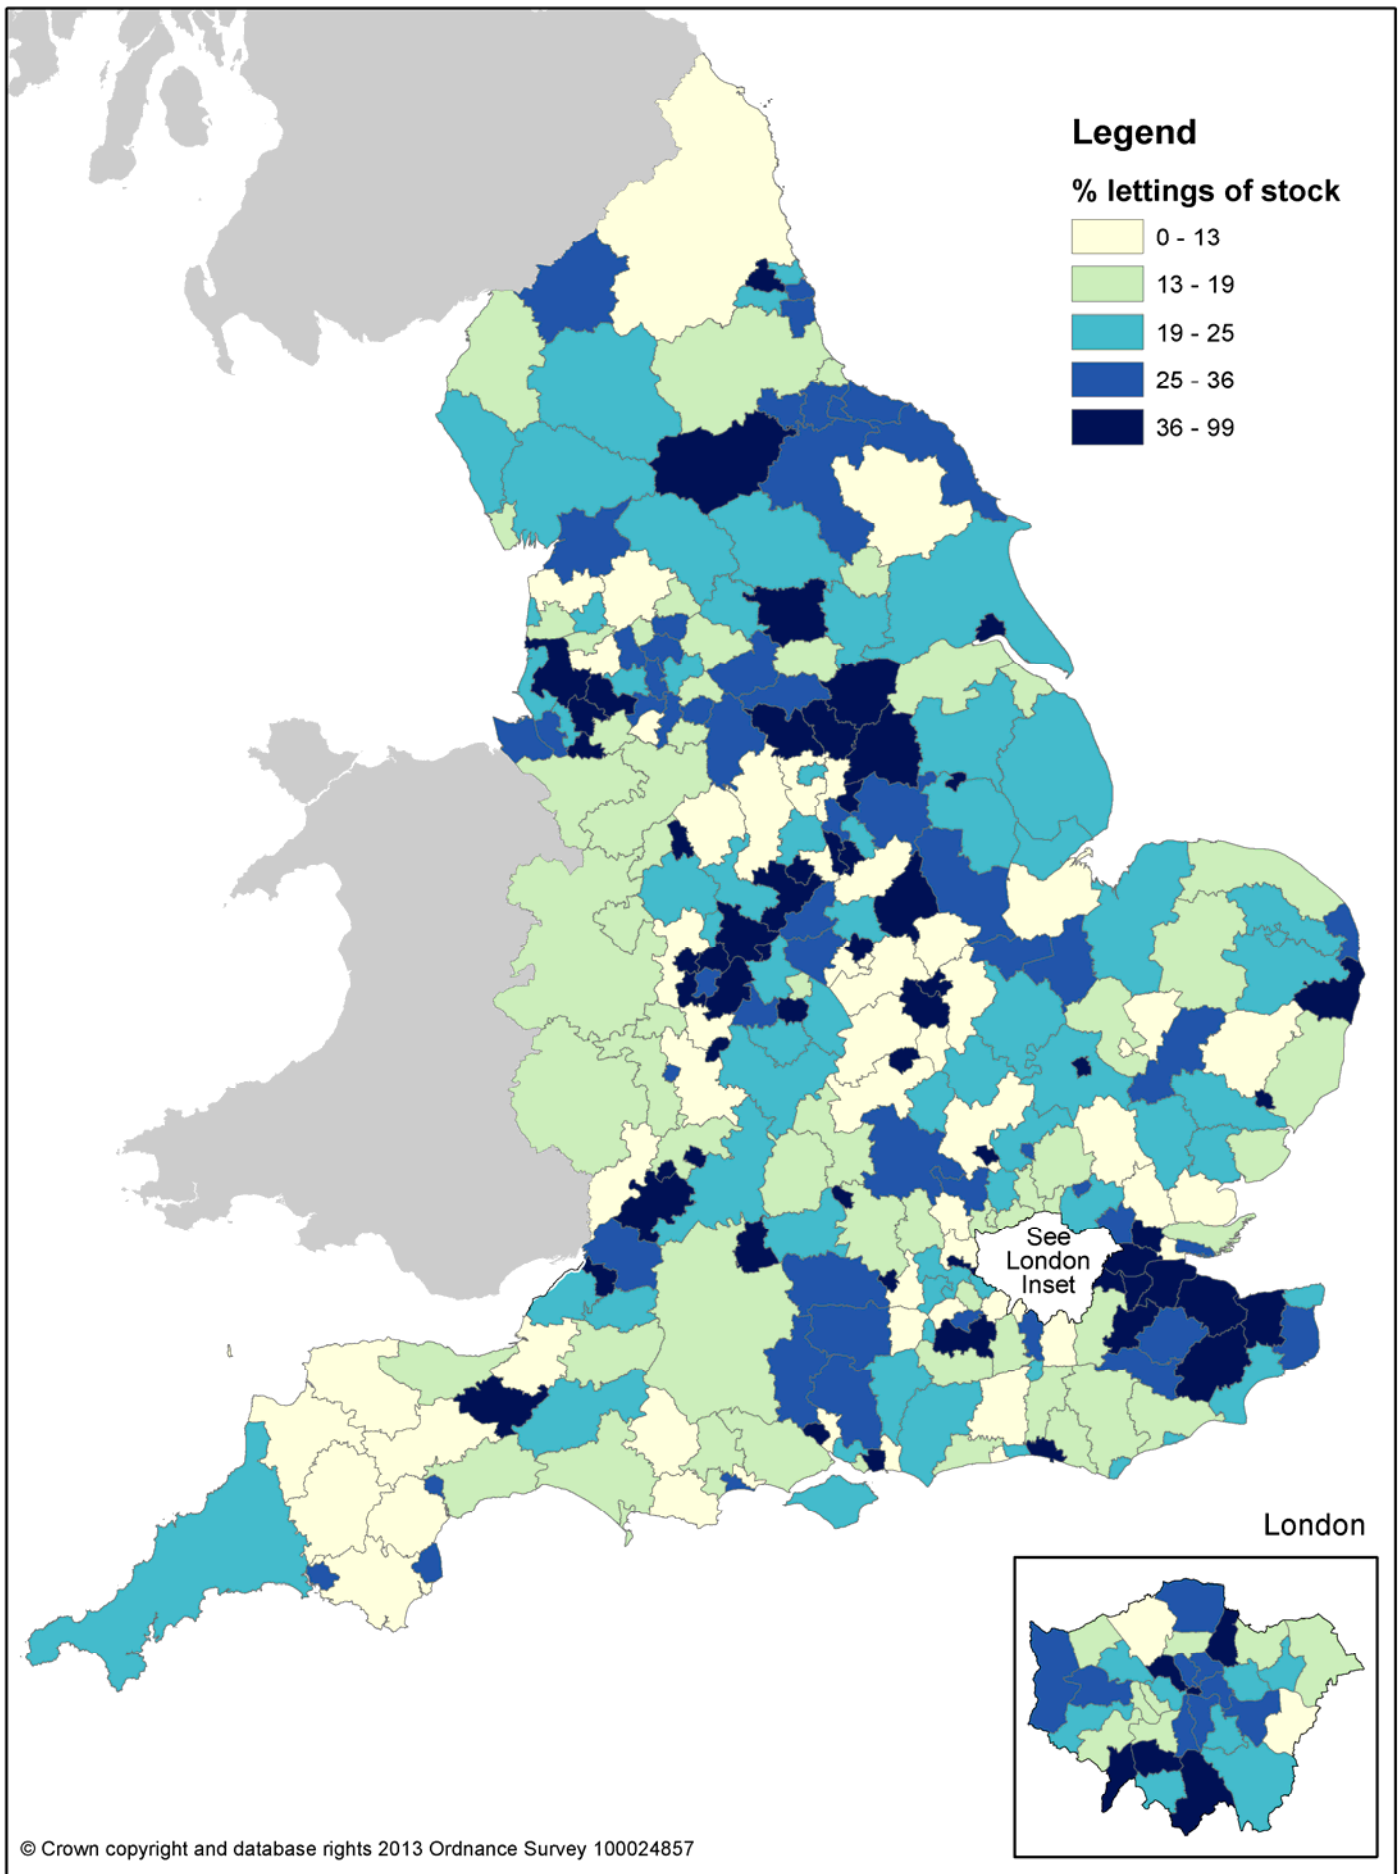 Legend
% lettings of stock
0 - 13
13 - 19
19 - 25
25 - 36
36 - 99
See
London
Inset
London
© Crown copyright and database rights 2013 Ordnance Survey 100024857